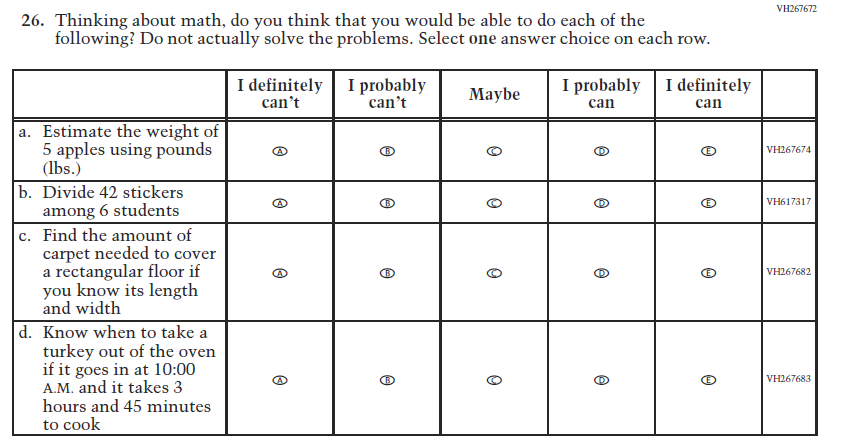 VH267672
26. Thinking about math, do you think that you would be able to do each of the
following? Do not actually solve the problems. Select one answer choice on each row.
I definitely can't I probably can't Maybe I probably can I definitely can
a. Estimate the weight of
5 apples using pounds
(lbs.)
A B C D E VH267674
b. Divide 42 stickers
among 6 students
A B C D E VH617317
c. Find the amount of
carpet needed to cover
a rectangular floor if
you know its length
and width
A B C D E VH267682
d. Know when to take a
turkey out of the oven
if it goes in at 10:00
A.M. and it takes 3
hours and 45 minutes
to cook
A B C D E VH267683